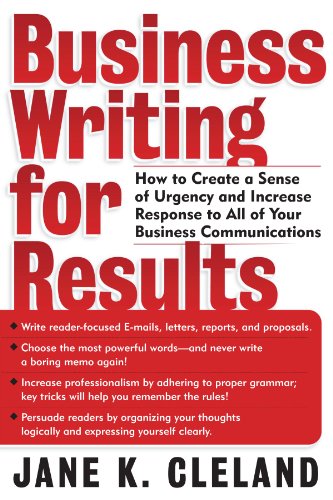 Business
Writing
for
Results
How to Create a Sense
of Urgency and Increase
Response to All of Your
Business Communications
◆ Write reader-focused E-mails, letters, reports, and proposals.
◆ Choose the most powerful words—and never write
a boring memo again!
◆ Increase professionalism by adhering to proper grammar;
key tricks will help you remember the rules!
◆ Persuade readers by organizing your thoughts
logically and expressing yourself clearly.
JANE K. CLELAND